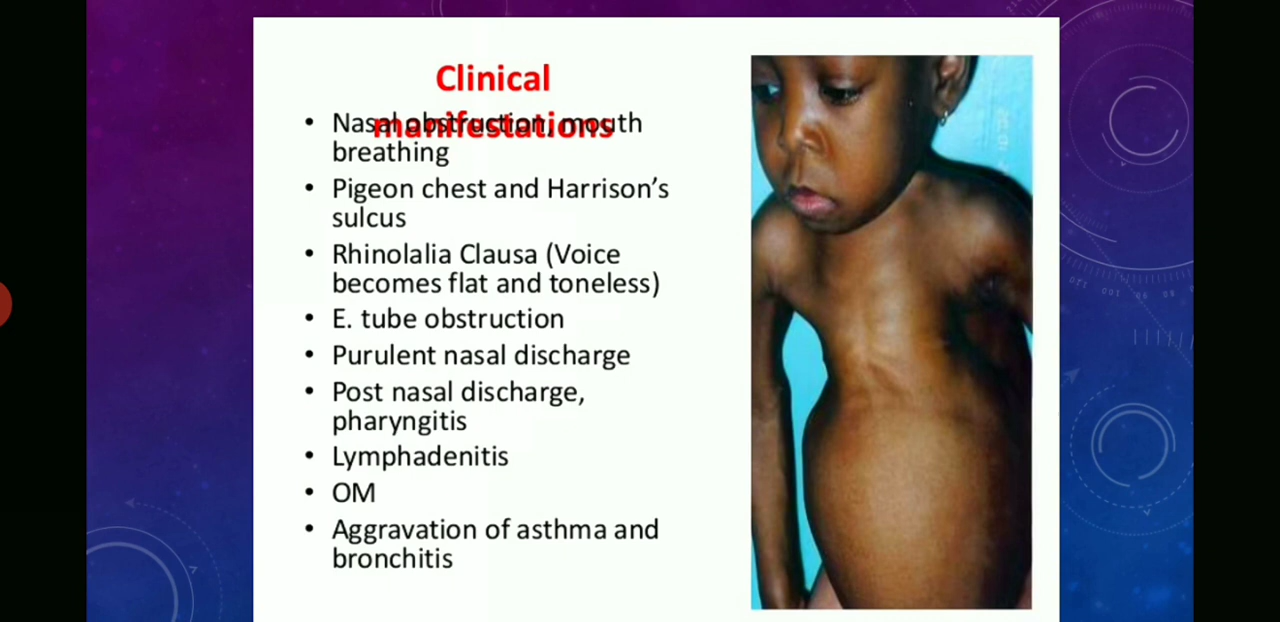 Clinical
manifestations
• Nasal obstruction, mouth
breathing
• Pigeon chest and Harrison’s
sulcus
• Rhinolalia Clausa (Voice
becomes flat and toneless)
• E. tube obstruction
• Purulent nasal discharge
• Post nasal discharge,
pharyngitis
• Lymphadenitis
• OM
• Aggravation of asthma and
bronchitis